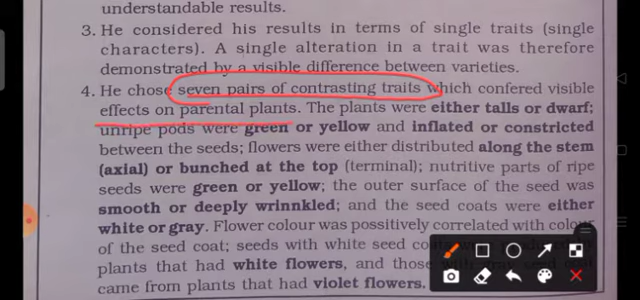 understandable results.
3. He considered his results in terms of single traits (single
characters). A single alteration in a trait was therefore
demonstrated by a visible difference between varieties.
4. He chose seven pairs of contrasting traits which confered visible
effects on parental plants. The plants were either talls or dwarf;
unripe pods were green or yellow and inflated or constricted
between the seeds; flowers were either distributed along the stem
(axial) or bunched at the top (terminal); nutritive parts of ripe
seeds were green or yellow; the outer surface of the seed was
smooth or deeply wrinnkled; and the seed coats were either
white or gray. Flower colour was possitively correlated with colour
of the seed coat; seeds with white seed
plants that had white flowers, and those
came from plants that had violet flowers.